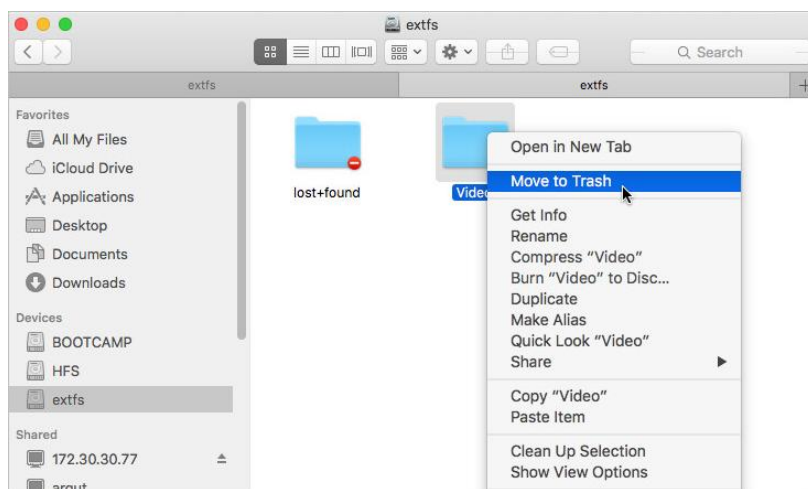 extfs
Search
extfs
extfs
Favorites
All My Files
iCloud Drive
Applications
Desktop
Documents
Downloads
Devices
BOOTCAMP
HFS
extfs
Shared
172.30.30.77
argut
lost+found
Video
Open in New Tab
Move to Trash
Get Info
Rename
Compress “Video”
Burn “Video” to Disc...
Duplicate
Make Alias
Quick Look “Video”
Share
Copy “Video”
Paste Item
Clean Up Selection
Show View Options